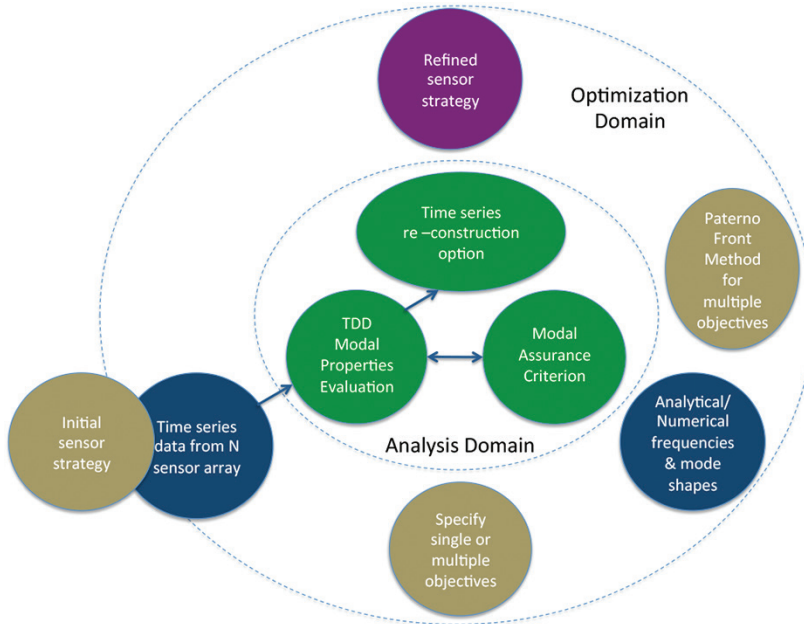 Refined
sensor
strategy
Optimization
Domain
Time series
re –construction
option
Paterno
Front
Method
for
multiple
objectives
TDD
Modal
Properties
Evaluation
Modal
Assurance
Criterion
Initial
sensor
strategy
Time series
data from N
sensor array
Analysis Domain
Analytical/
Numerical
frequencies
& mode
shapes
Specify
single or
multiple
objectives